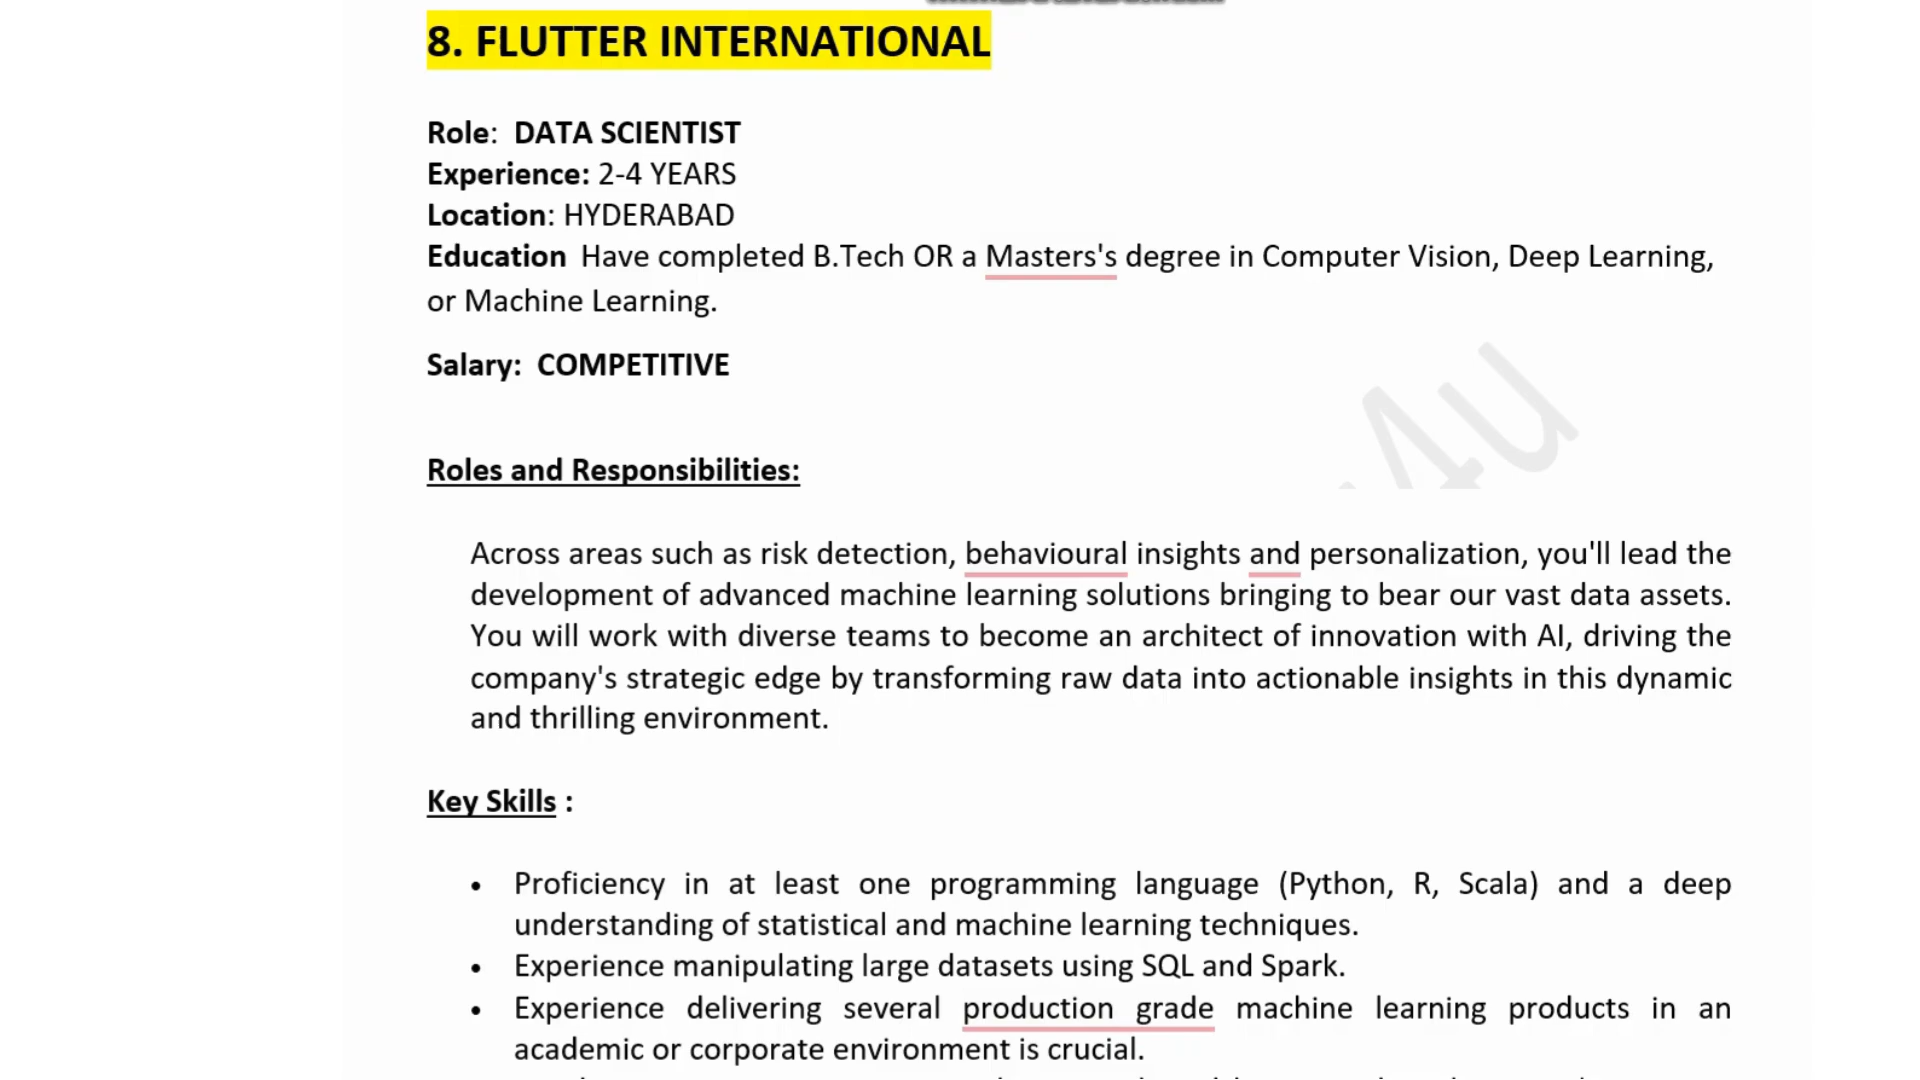 8. FLUTTER INTERNATIONAL
Role: DATA SCIENTIST
Experience: 2-4 YEARS
Location: HYDERABAD
Education Have completed B.Tech OR a Masters's degree in Computer Vision, Deep Learning,
or Machine Learning.
Salary: COMPETITIVE
4u
Roles and Responsibilities:
Across areas such as risk detection, behavioural insights and personalization, you'll lead the
development of advanced machine learning solutions bringing to bear our vast data assets.
You will work with diverse teams to become an architect of innovation with AI, driving the
company's strategic edge by transforming raw data into actionable insights in this dynamic
and thrilling environment.
Key Skills :
• Proficiency in at least one programming language (Python, R, Scala) and a deep
understanding of statistical and machine learning techniques.
• Experience manipulating large datasets using SQL and Spark.
• Experience delivering several production grade machine learning products in an
academic or corporate environment is crucial.